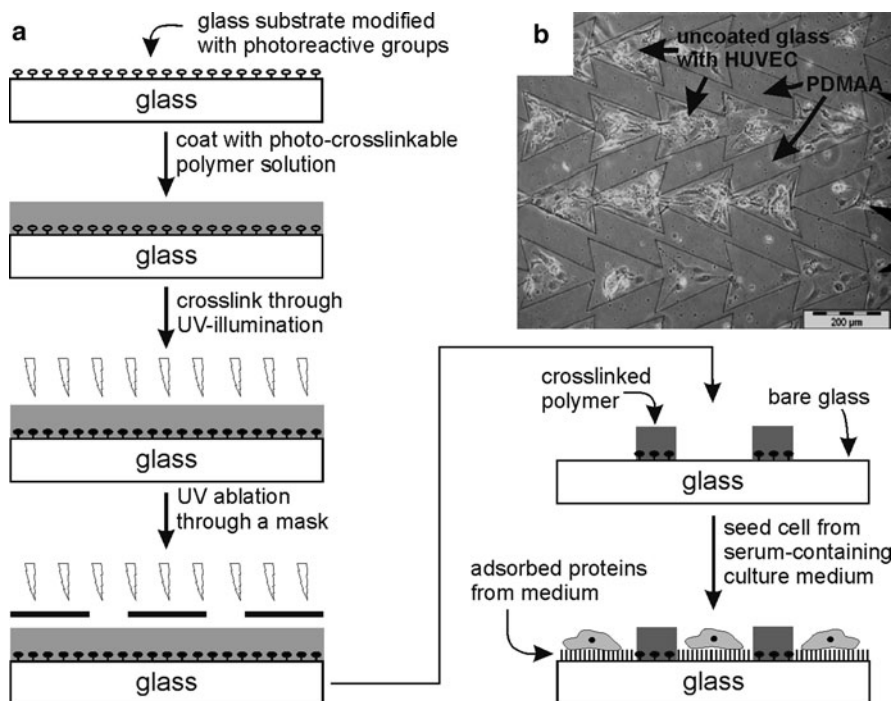 a
glass substrate modified
with photoreactive groups
glass
coat with photo-crosslinkable
polymer solution
glass
crosslink through
UV-illumination
glass
UV ablation
through a mask
glass
b
uncoated glass
with HUVEC
PDMAA
200 µm
crosslinked
polymer
bare glass
glass
seed cell from
serum-containing
culture medium
adsorbed proteins
from medium
glass